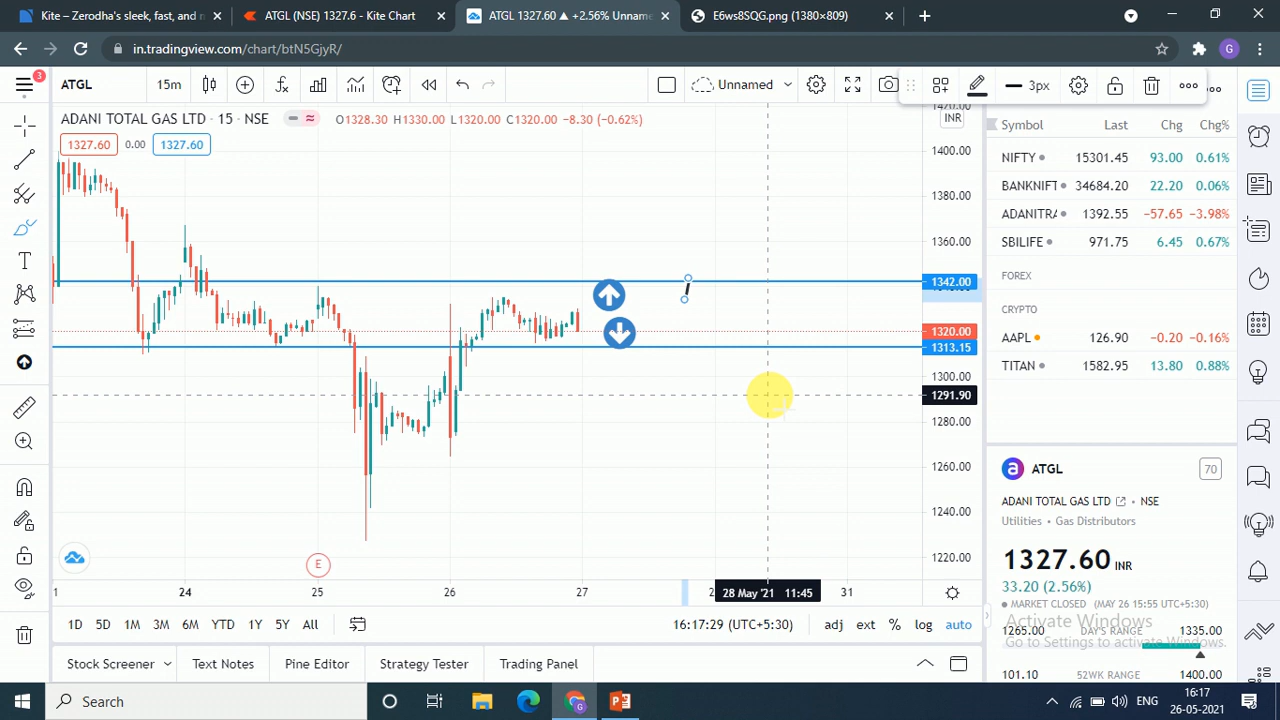 Kite – Zerodha's sleek, fast, and n
ATGL (NSE) 1327.6 - Kite Chart
ATGL 1327.60 ▲ +2.56% Unname
E6ws8SQG.png (1380×809)
in.tradingview.com/chart/btN5GjyR/
G
3
ATGL
15m
Unnamed
3px
ADANI TOTAL GAS LTD · 15 · NSE
O1328.30 H1330.00 L1320.00 C1320.00 −8.30 (−0.62%)
INR
1327.60
0.00
1327.60
1400.00
1380.00
1360.00
1342.00
1320.00
1313.15
1300.00
1291.90
1280.00
1260.00
1240.00
1220.00
E
24
25
26
27
28 May '21 11:45
31
1D 5D 1M 3M 6M YTD 1Y 5Y All
16:17:29 (UTC+5:30)
adj ext % log auto
Stock Screener
Text Notes
Pine Editor
Strategy Tester
Trading Panel
Symbol Last Chg Chg%
NIFTY 15301.45 93.00 0.61%
BANKNIFT 34684.20 22.20 0.06%
ADANITRA 1392.55 −57.65 −3.98%
SBILIFE 971.75 6.45 0.67%
FOREX
CRYPTO
AAPL 126.90 −0.20 −0.16%
TITAN 1582.95 13.80 0.88%
ATGL
70
ADANI TOTAL GAS LTD • NSE
Utilities • Gas Distributors
1327.60 INR
33.20 (2.56%)
MARKET CLOSED (MAY 26 15:55 UTC+5:30)
Activate Windows
Go to Settings to activate Windows.
1265.00 DAY'S RANGE 1335.00
101.10 52WK RANGE 1400.00
Search
ENG
16:17
26-05-2021